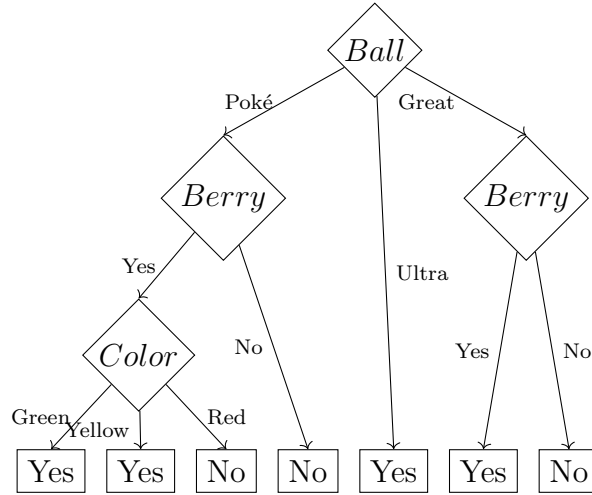 Ball
Poké
Great
Berry
Berry
Yes
Ultra
No
Yes
No
Color
Green
Yellow
Red
Yes
Yes
No
No
Yes
Yes
No